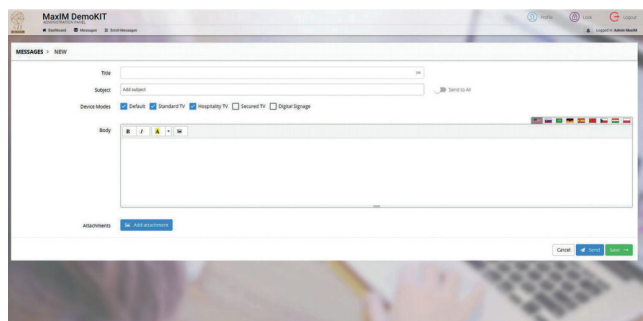 MaxIM DemoKIT
ADMINISTRATION PANEL
Profile
Lock
Logout
Dashboard Messages Send Messages
Logged in: Admin MaxIM
MESSAGES > NEW
Title
Subject Add subject Send to All
Device Modes Default Standard TV Hospitality TV Secured TV Digital Signage
Body B I A
Attachments Add attachment
Cancel Send Save